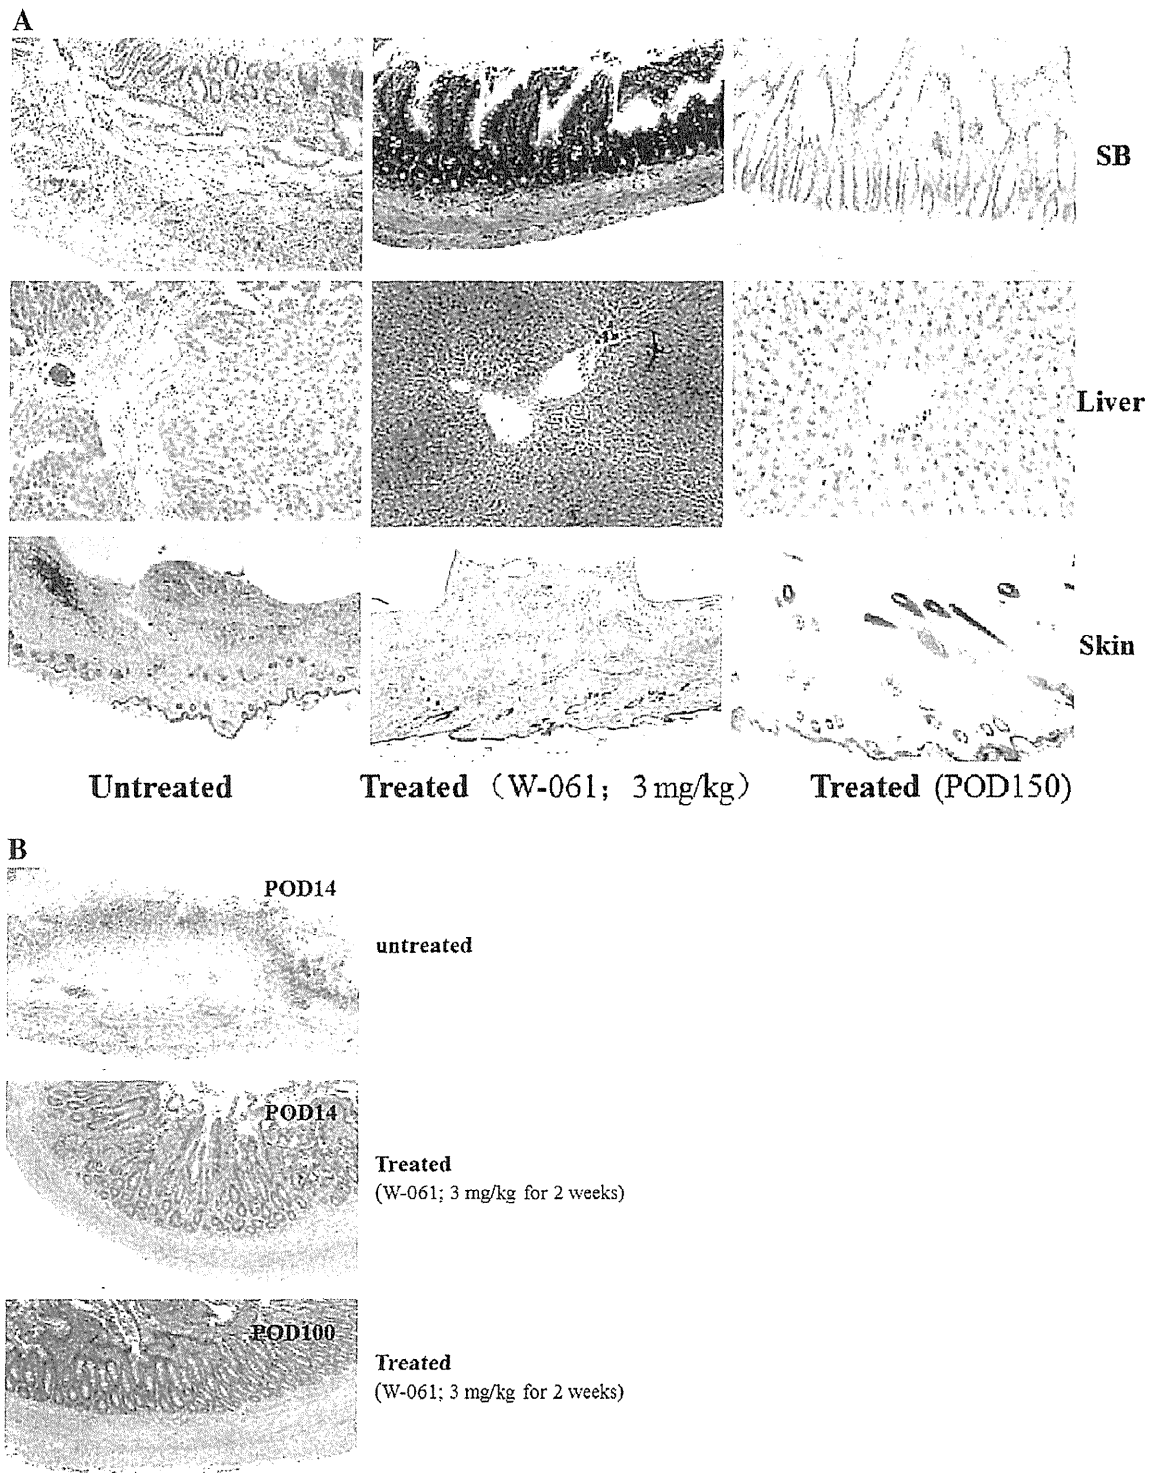 A
SB
Liver
Skin
Untreated
Treated (W-061; 3 mg/kg)
Treated (POD150)
B
POD14
untreated
POD14
Treated
(W-061; 3 mg/kg for 2 weeks)
POD100
Treated
(W-061; 3 mg/kg for 2 weeks)